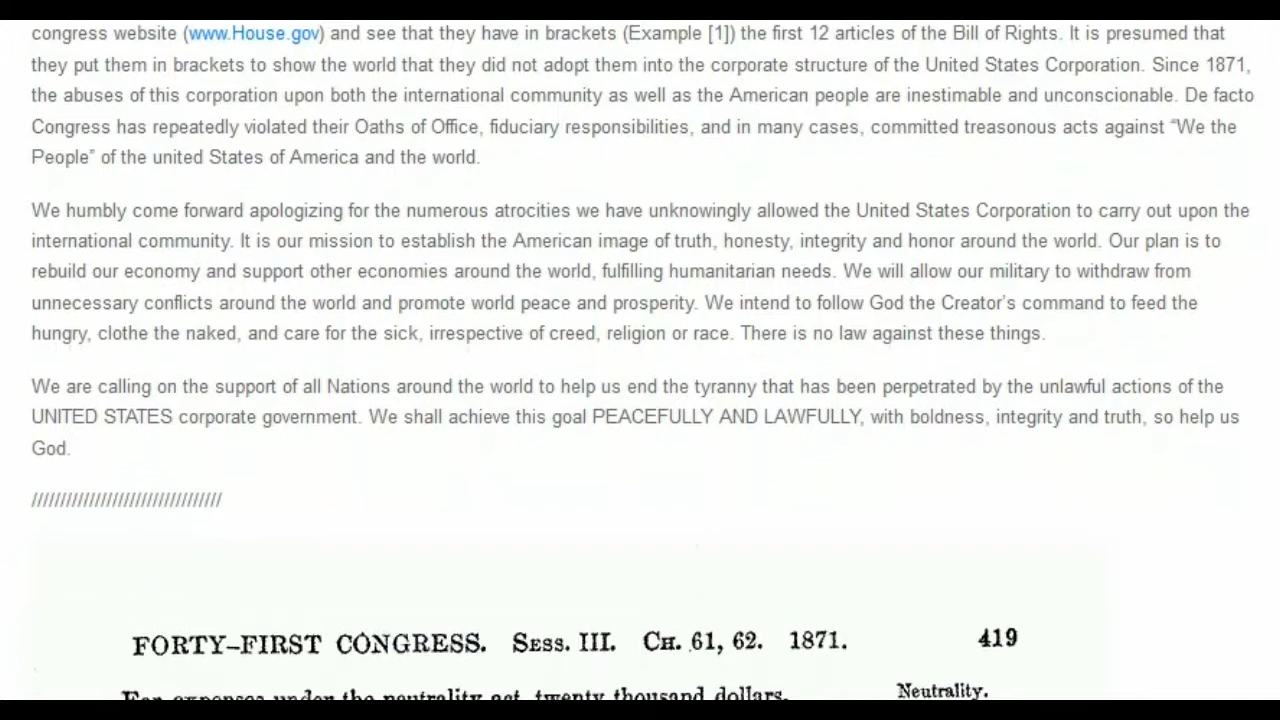 congress website (www.House.gov) and see that they have in brackets (Example [1]) the first 12 articles of the Bill of Rights. It is presumed that
they put them in brackets to show the world that they did not adopt them into the corporate structure of the United States Corporation. Since 1871,
the abuses of this corporation upon both the international community as well as the American people are inestimable and unconscionable. De facto
Congress has repeatedly violated their Oaths of Office, fiduciary responsibilities, and in many cases, committed treasonous acts against “We the
People” of the united States of America and the world.
We humbly come forward apologizing for the numerous atrocities we have unknowingly allowed the United States Corporation to carry out upon the
international community. It is our mission to establish the American image of truth, honesty, integrity and honor around the world. Our plan is to
rebuild our economy and support other economies around the world, fulfilling humanitarian needs. We will allow our military to withdraw from
unnecessary conflicts around the world and promote world peace and prosperity. We intend to follow God the Creator’s command to feed the
hungry, clothe the naked, and care for the sick, irrespective of creed, religion or race. There is no law against these things.
We are calling on the support of all Nations around the world to help us end the tyranny that has been perpetrated by the unlawful actions of the
UNITED STATES corporate government. We shall achieve this goal PEACEFULLY AND LAWFULLY, with boldness, integrity and truth, so help us
God.
/////////////////////////////////
FORTY-FIRST CONGRESS. Sess. III. Ch. 61, 62. 1871. 419
For expenses under the neutrality act, twenty thousand dollars. Neutrality.